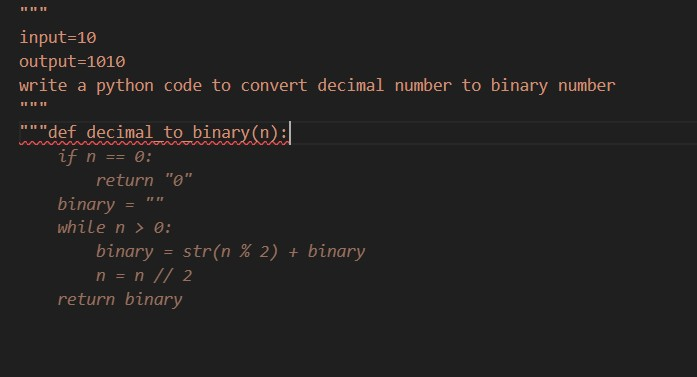 """
input=10
output=1010
write a python code to convert decimal number to binary number
"""
"""def decimal_to_binary(n):
    if n == 0:
        return "0"
    binary = ""
    while n > 0:
        binary = str(n % 2) + binary
        n = n // 2
    return binary